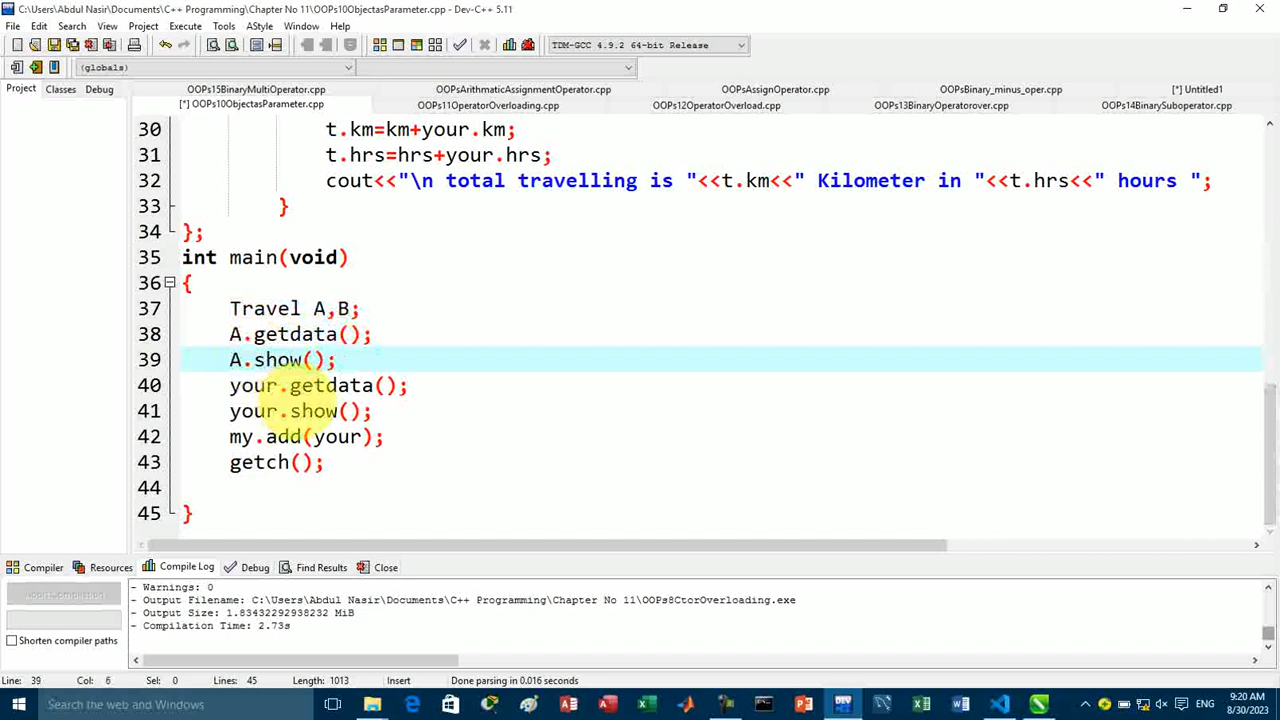 C:\Users\Abdul Nasir\Documents\C++ Programming\Chapter No 11\OOPs10ObjectasParameter.cpp - Dev-C++ 5.11
File Edit Search View Project Execute Tools AStyle Window Help
TDM-GCC 4.9.2 64-bit Release
(globals)
Project Classes Debug
OOPs15BinaryMultiOperator.cpp OOPsArithmaticAssignmentOperator.cpp OOPsAssignOperator.cpp OOPsBinary_minus_oper.cpp [*] Untitled1
[*] OOPs10ObjectasParameter.cpp OOPs11OperatorOverloading.cpp OOPs12OperatorOverload.cpp OOPs13BinaryOperatorover.cpp OOPs14BinarySuboperator.cpp
30 t.km=km+your.km;
31 t.hrs=hrs+your.hrs;
32 cout<<"\n total travelling is "<<t.km<<" Kilometer in "<<t.hrs<<" hours ";
33 }
34 };
35 int main(void)
36 {
37 Travel A,B;
38 A.getdata();
39 A.show();
40 your.getdata();
41 your.show();
42 my.add(your);
43 getch();
44
45 }
Compiler Resources Compile Log Debug Find Results Close
- Warnings: 0
- Output Filename: C:\Users\Abdul Nasir\Documents\C++ Programming\Chapter No 11\OOPs8CtorOverloading.exe
- Output Size: 1.83432292938232 MiB
- Compilation Time: 2.73s
Shorten compiler paths
Line: 39 Col: 6 Sel: 0 Lines: 45 Length: 1013 Insert Done parsing in 0.016 seconds
Search the web and Windows
ENG
9:20 AM
8/30/2023